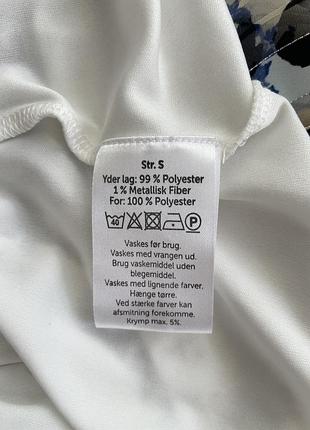 Str. S
Yder lag: 99 % Polyester
1 % Metallisk Fiber
For: 100 % Polyester
40 P
Vaskes før brug.
Vaskes med vrangen ud.
Brug vaskemiddel uden
blegemiddel.
Vaskes med lignende farver.
Hænge tørre.
Ved stærke farver kan
afsmitning forekomme.
Krymp max. 5%.